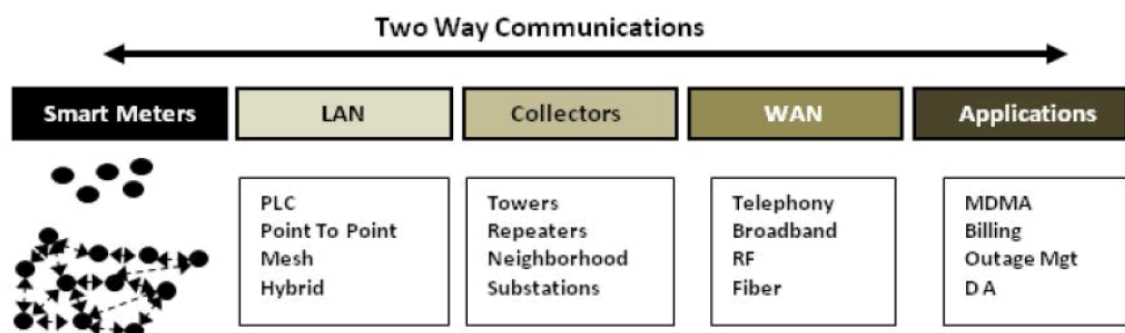 Two Way Communications
Smart Meters
LAN
Collectors
WAN
Applications
PLC
Point To Point
Mesh
Hybrid
Towers
Repeaters
Neighborhood
Substations
Telephony
Broadband
RF
Fiber
MDMA
Billing
Outage Mgt
D A